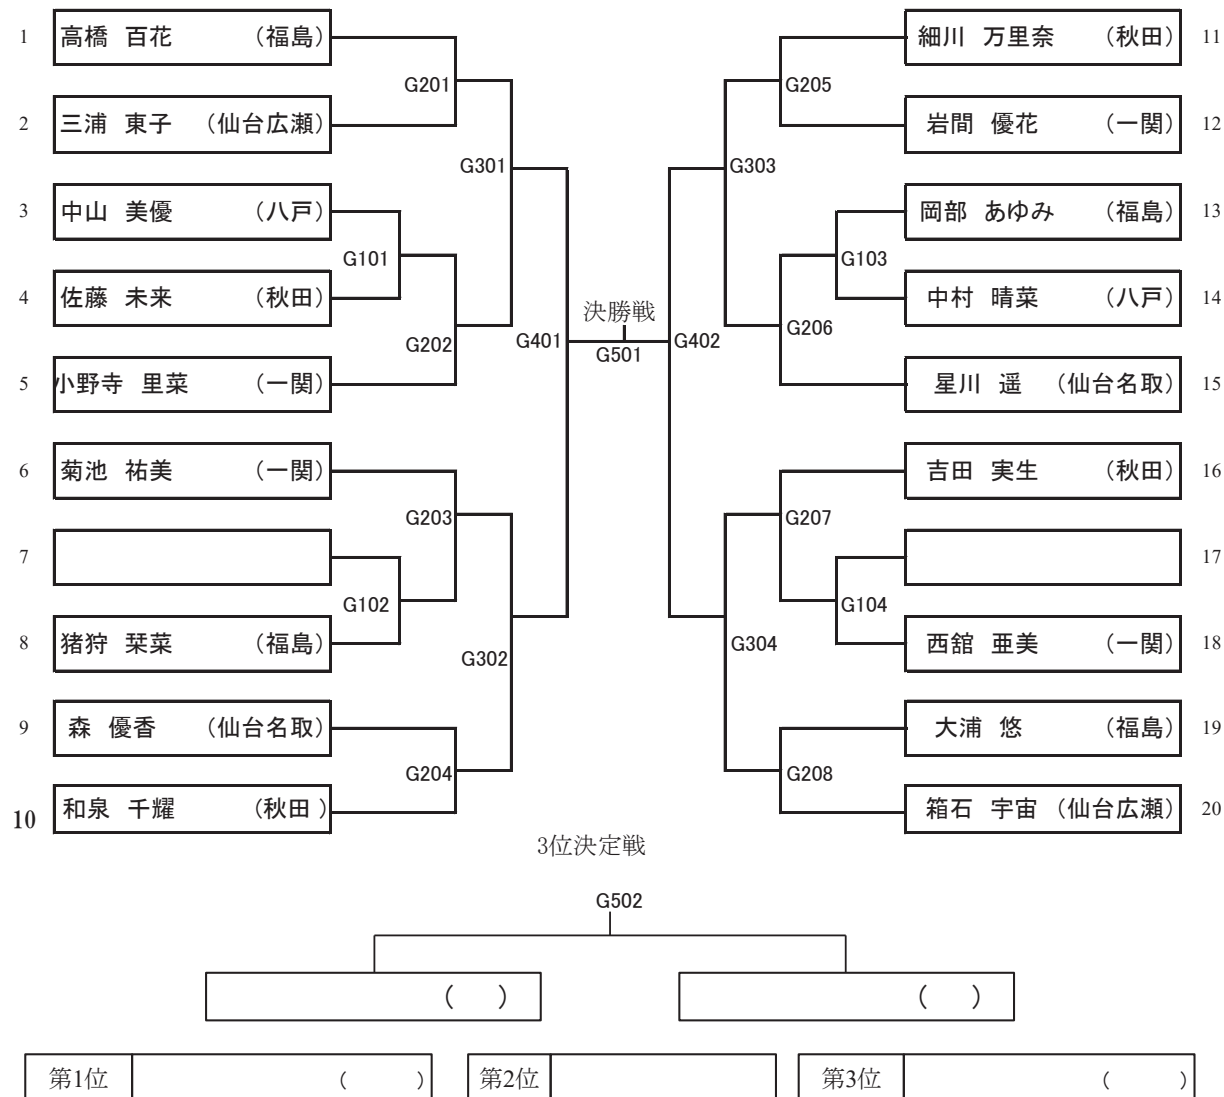 1 高橋 百花 (福島)
2 三浦 東子 (仙台広瀬)
3 中山 美優 (八戸)
4 佐藤 未来 (秋田)
5 小野寺 里菜 (一関)
6 菊池 祐美 (一関)
7
8 猪狩 栞菜 (福島)
9 森 優香 (仙台名取)
10 和泉 千耀 (秋田 )
G101
G102
G201
G202
G203
G204
G301
G302
G401
決勝戦
G501
G402
G303
G304
G205
G206
G207
G208
G103
G104
細川 万里奈 (秋田) 11
岩間 優花 (一関) 12
岡部 あゆみ (福島) 13
中村 晴菜 (八戸) 14
星川 遥 (仙台名取) 15
吉田 実生 (秋田) 16
17
西舘 亜美 (一関) 18
大浦 悠 (福島) 19
箱石 宇宙 (仙台広瀬) 20
3位決定戦
G502
( ) ( )
第1位 ( ) 第2位 第3位 ( )